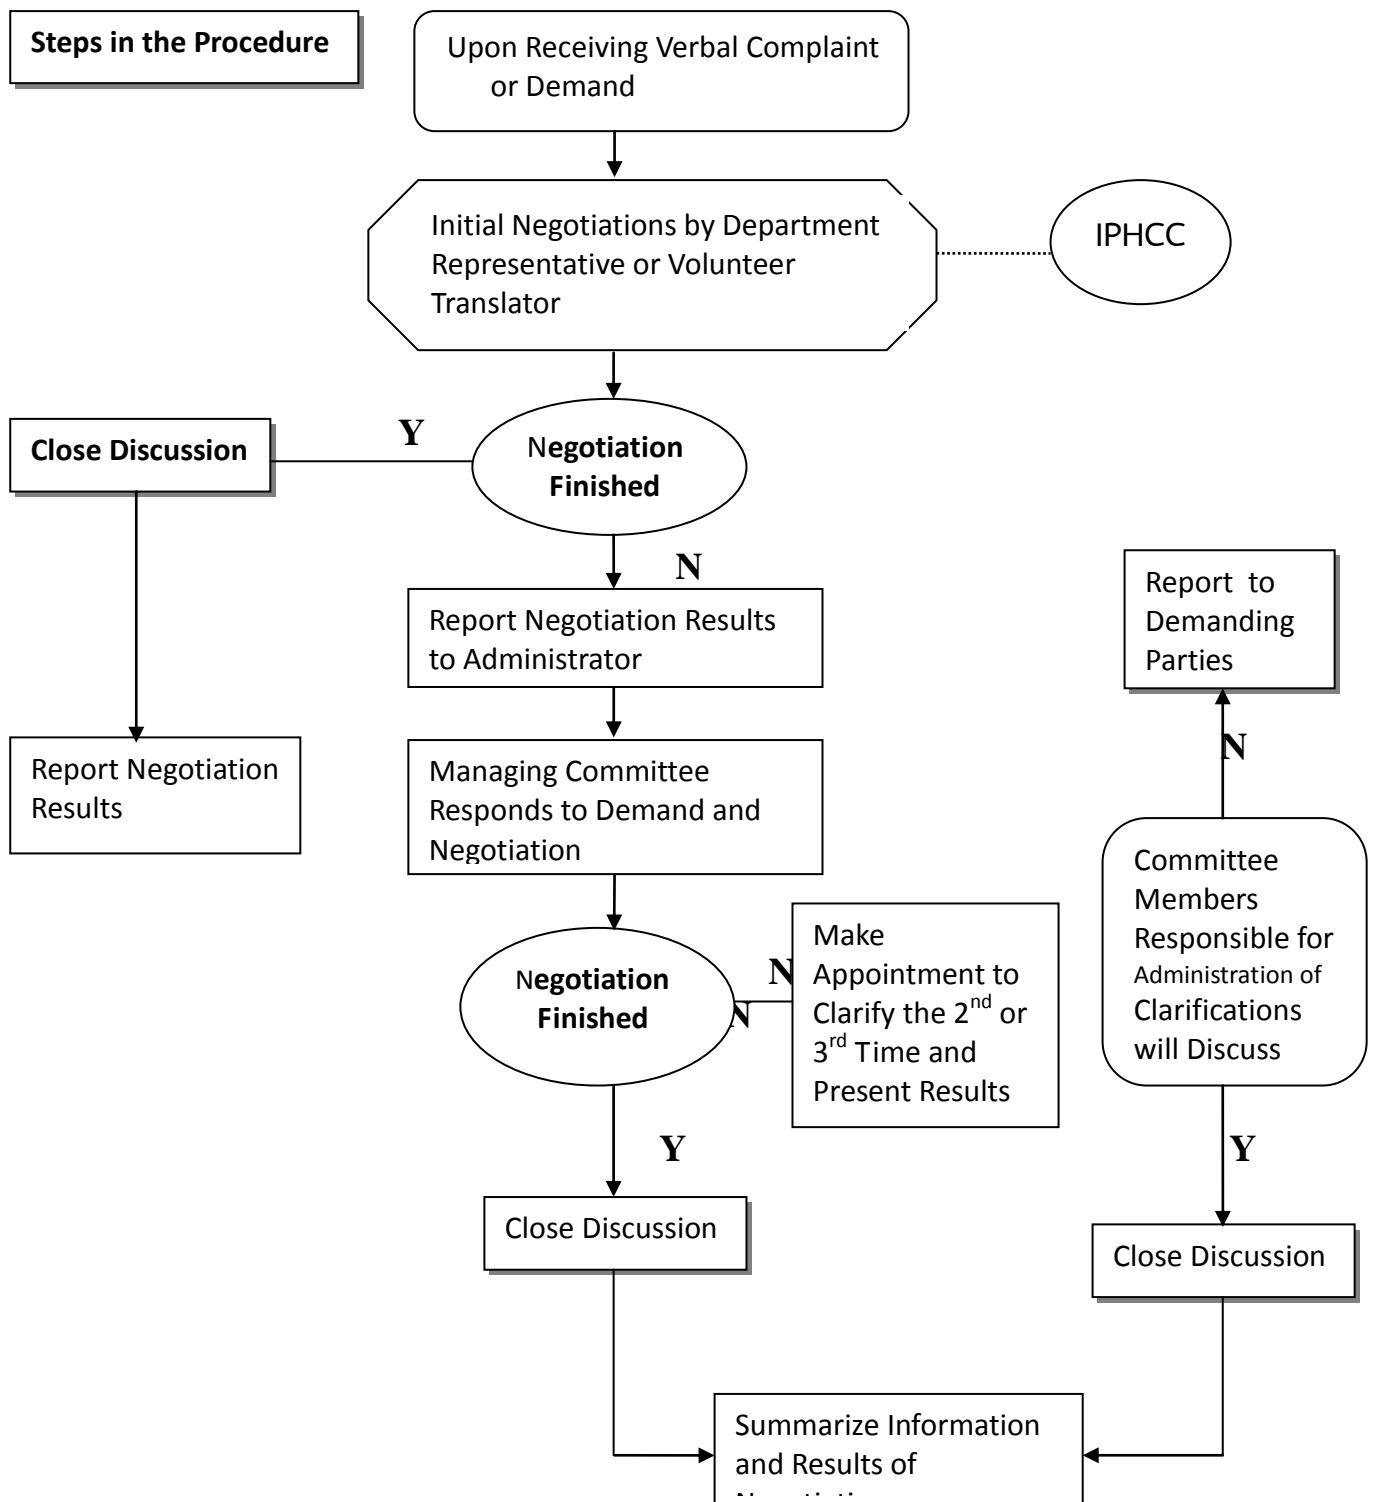 Steps in the Procedure
Upon Receiving Verbal Complaint
or Demand
Initial Negotiations by Department
Representative or Volunteer
Translator
IPHCC
Y
Close Discussion
Negotiation
Finished
N
Report Negotiation Results
to Administrator
Report to
Demanding
Parties
N
Report Negotiation
Results
Managing Committee
Responds to Demand and
Negotiation
Committee
Members
Responsible for
Administration of
Clarifications
will Discuss
Negotiation
Finished
N
N
Make
Appointment to
Clarify the 2nd or
3rd Time and
Present Results
Y
Y
Close Discussion
Close Discussion
Summarize Information
and Results of